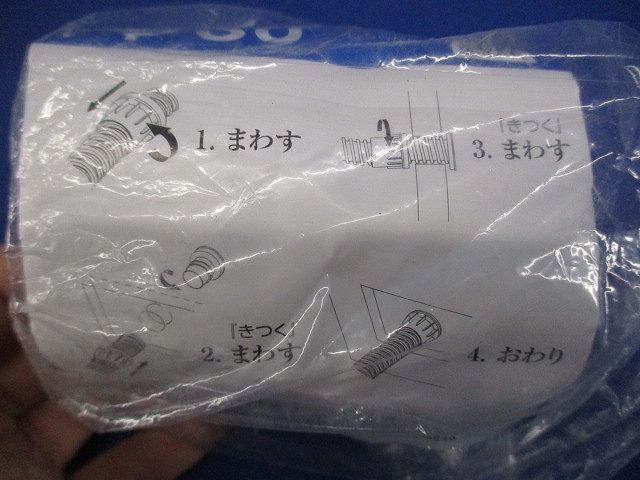 1. まわす
『きつく』
2. まわす
『きつく』
3. まわす
4. おわり